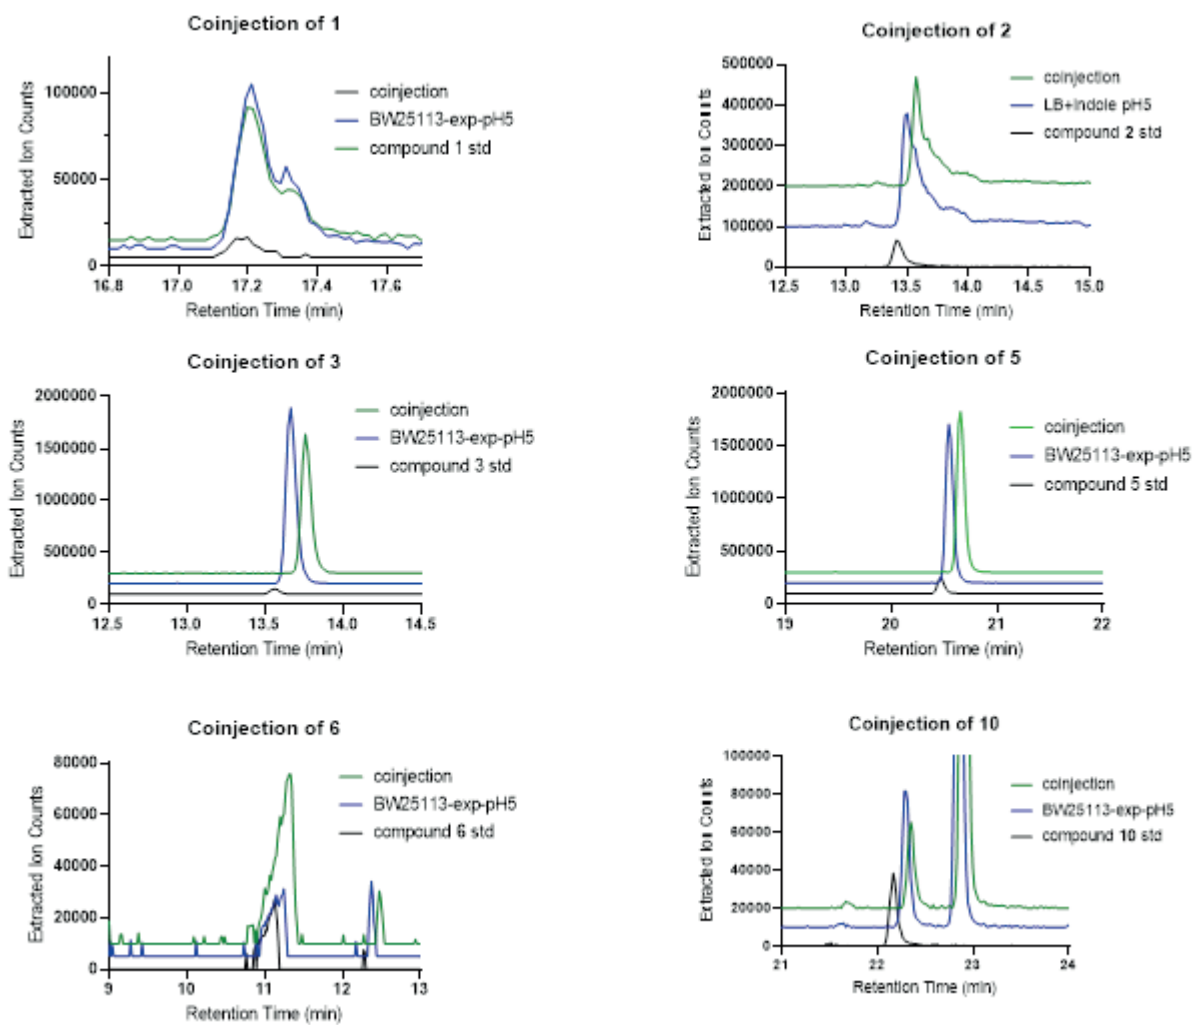 Coinjection of 1
Extracted Ion Counts
100000
50000
0
16.8 17.0 17.2 17.4 17.6
Retention Time (min)
coinjection
BW25113-exp-pH5
compound 1 std
Coinjection of 2
Extracted Ion Counts
500000
400000
300000
200000
100000
0
12.5 13.0 13.5 14.0 14.5 15.0
Retention Time (min)
coinjection
LB+Indole pH5
compound 2 std
Coinjection of 3
Extracted Ion Counts
2000000
1500000
1000000
500000
0
12.5 13.0 13.5 14.0 14.5
Retention Time (min)
coinjection
BW25113-exp-pH5
compound 3 std
Coinjection of 5
Extracted Ion Counts
2000000
1500000
1000000
500000
0
19 20 21 22
Retention Time (min)
coinjection
BW25113-exp-pH5
compound 5 std
Coinjection of 6
Extracted Ion Counts
80000
60000
40000
20000
0
9 10 11 12 13
Retention Time (min)
coinjection
BW25113-exp-pH5
compound 6 std
Coinjection of 10
Extracted Ion Counts
100000
80000
60000
40000
20000
0
21 22 23 24
Retention Time (min)
coinjection
BW25113-exp-pH5
compound 10 std